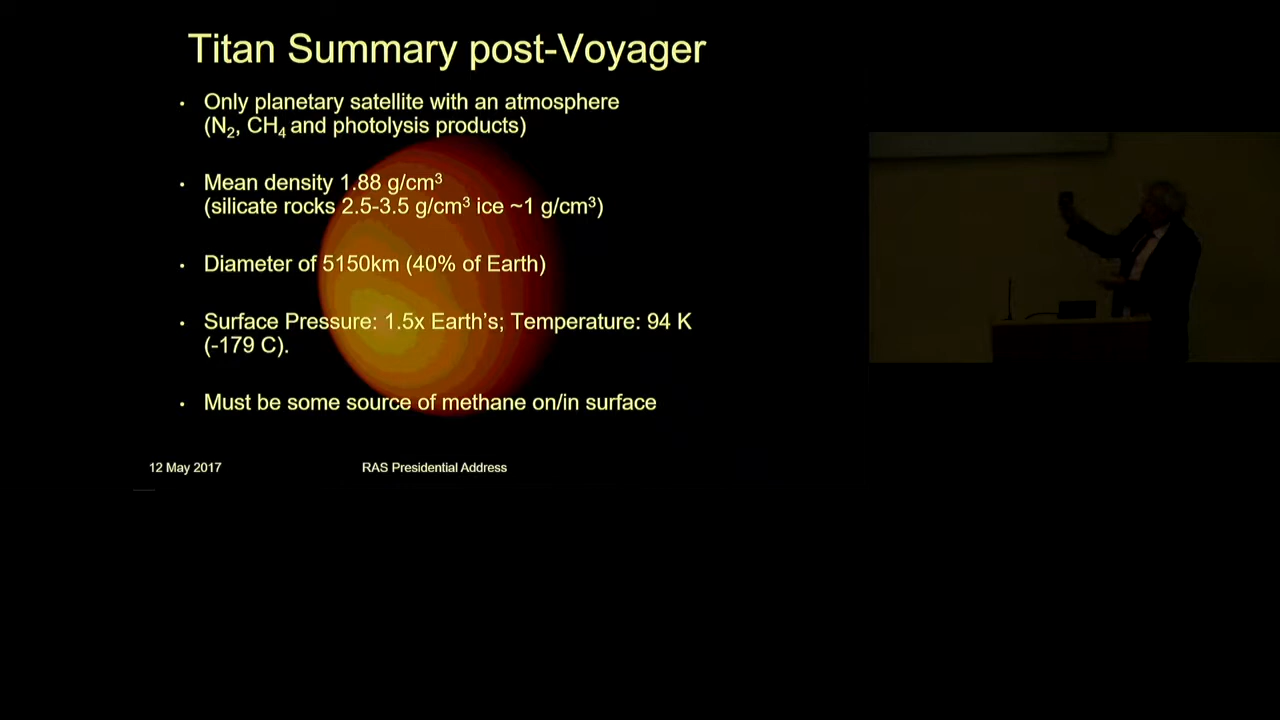 Titan Summary post-Voyager
• Only planetary satellite with an atmosphere
(N₂, CH₄ and photolysis products)
• Mean density 1.88 g/cm³
(silicate rocks 2.5-3.5 g/cm³ ice ~1 g/cm³)
• Diameter of 5150km (40% of Earth)
• Surface Pressure: 1.5x Earth's; Temperature: 94 K
(-179 C).
• Must be some source of methane on/in surface
12 May 2017
RAS Presidential Address